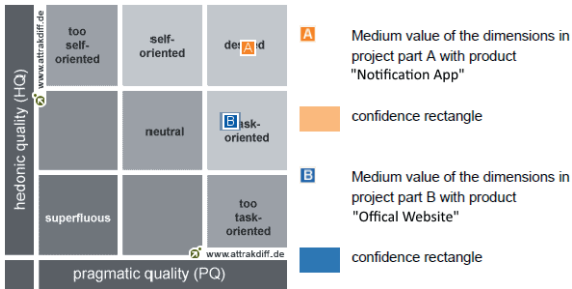 www.attrakdiff.de
hedonic quality (HQ)
too
self-
oriented
self-
oriented
A
neutral
B
oriented
superfluous
too
task-
oriented
www.attrakdiff.de
pragmatic quality (PQ)
A
Medium value of the dimensions in
project part A with product
"Notification App"
confidence rectangle
B
Medium value of the dimensions in
project part B with product
"Offical Website"
confidence rectangle